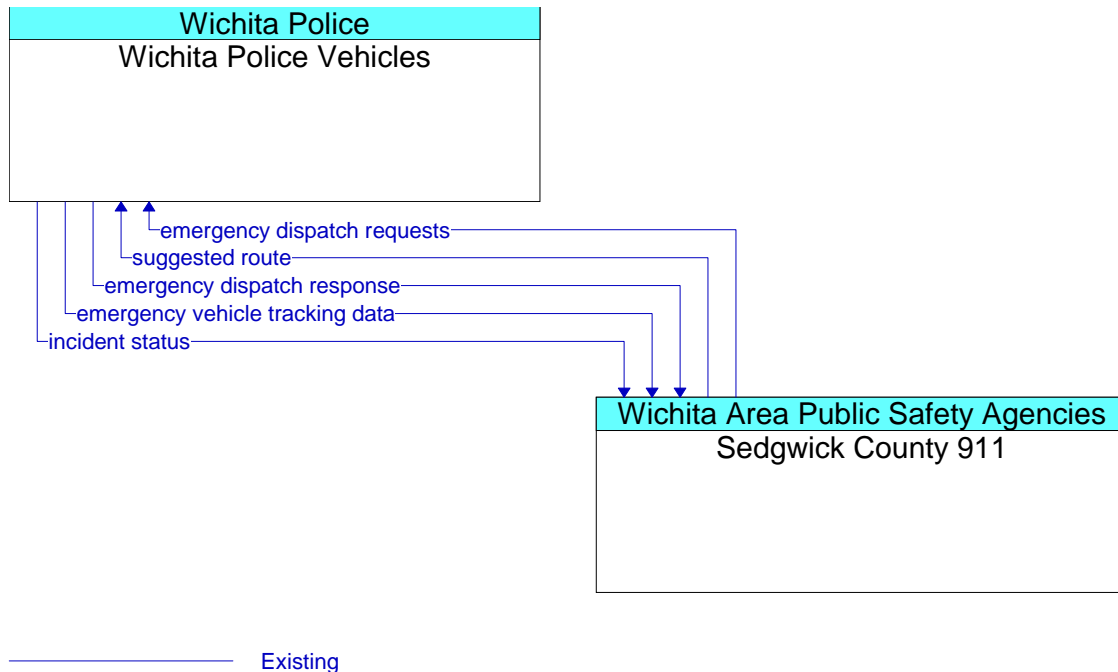 Wichita Police
Wichita Police Vehicles
emergency dispatch requests
suggested route
emergency dispatch response
emergency vehicle tracking data
incident status
Wichita Area Public Safety Agencies
Sedgwick County 911
Existing